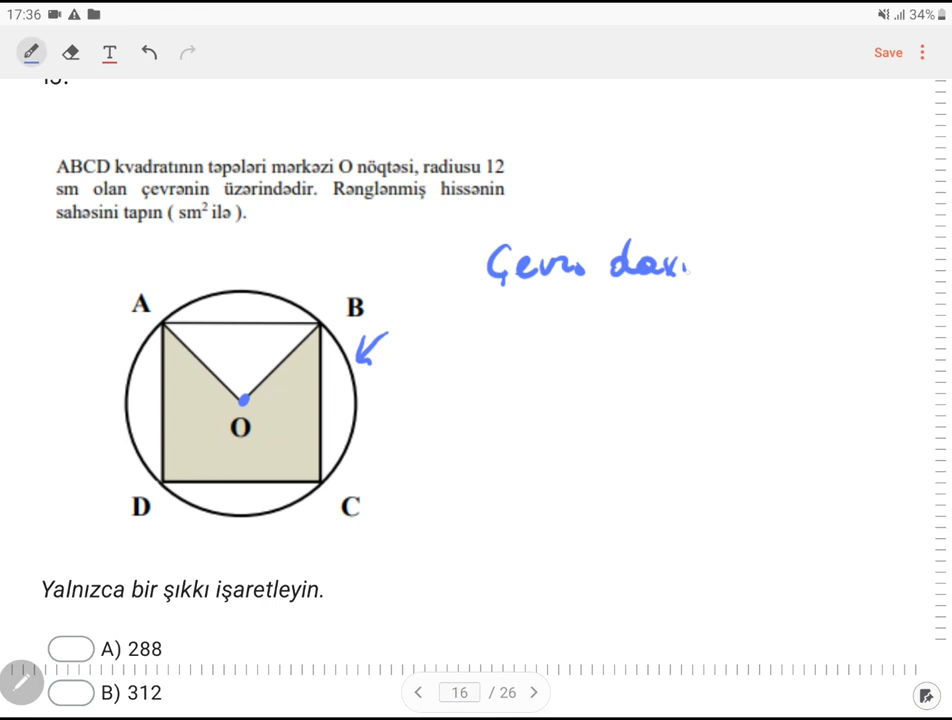 17:36 34%
T Save
ABCD kvadratının təpələri mərkəzi O nöqtəsi, radiusu 12
sm olan çevrənin üzərindədir. Rənglənmiş hissənin
sahəsini tapın ( sm² ilə ).
Çevrə daxi
A B
O
D C
Yalnızca bir şıkkı işaretleyin.
A) 288
B) 312
16 / 26